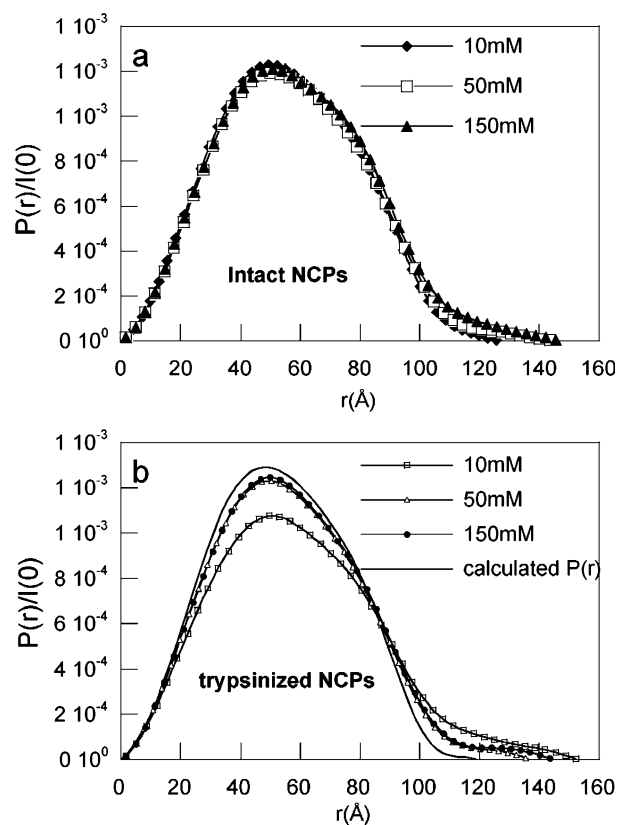 a
1 10-3
1 10-3
1 10-3
8 10-4
6 10-4
4 10-4
2 10-4
0 100
P(r)/I(0)
10mM
50mM
150mM
Intact NCPs
0 20 40 60 80 100 120 140 160
r(Å)
b
1 10-3
1 10-3
1 10-3
8 10-4
6 10-4
4 10-4
2 10-4
0 100
P(r)/I(0)
10mM
50mM
150mM
calculated P(r)
trypsinized NCPs
0 20 40 60 80 100 120 140 160
r(Å)